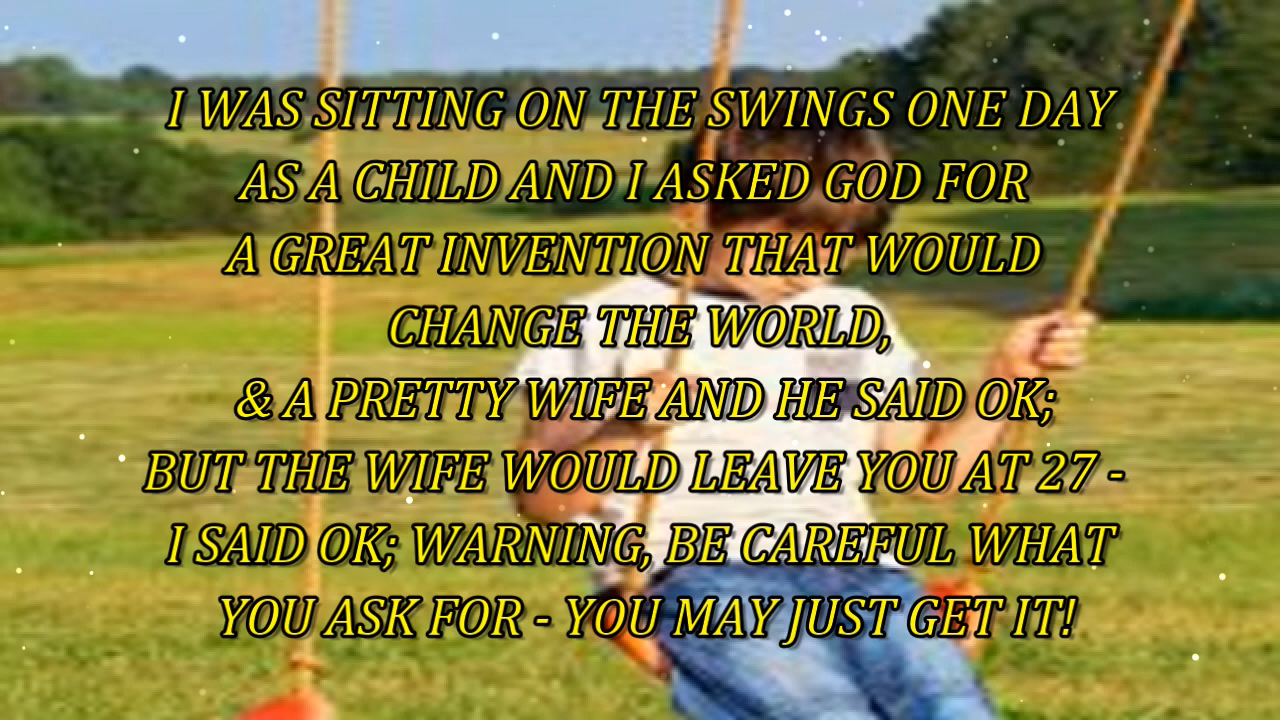 I WAS SITTING ON THE SWINGS ONE DAY
AS A CHILD AND I ASKED GOD FOR
A GREAT INVENTION THAT WOULD
CHANGE THE WORLD,
& A PRETTY WIFE AND HE SAID OK;
BUT THE WIFE WOULD LEAVE YOU AT 27 -
I SAID OK; WARNING, BE CAREFUL WHAT
YOU ASK FOR - YOU MAY JUST GET IT!